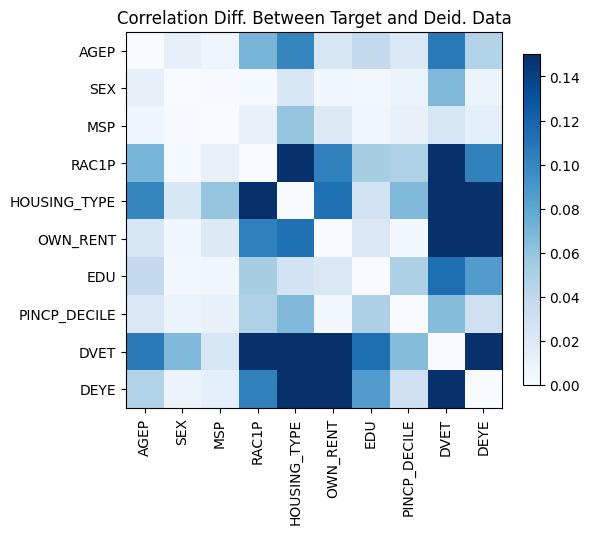 Correlation Diff. Between Target and Deid. Data
AGEP
SEX
MSP
RAC1P
HOUSING_TYPE
OWN_RENT
EDU
PINCP_DECILE
DVET
DEYE
0.14
0.12
0.10
0.08
0.06
0.04
0.02
0.00
AGEP
SEX
MSP
RAC1P
HOUSING_TYPE
OWN_RENT
EDU
PINCP_DECILE
DVET
DEYE